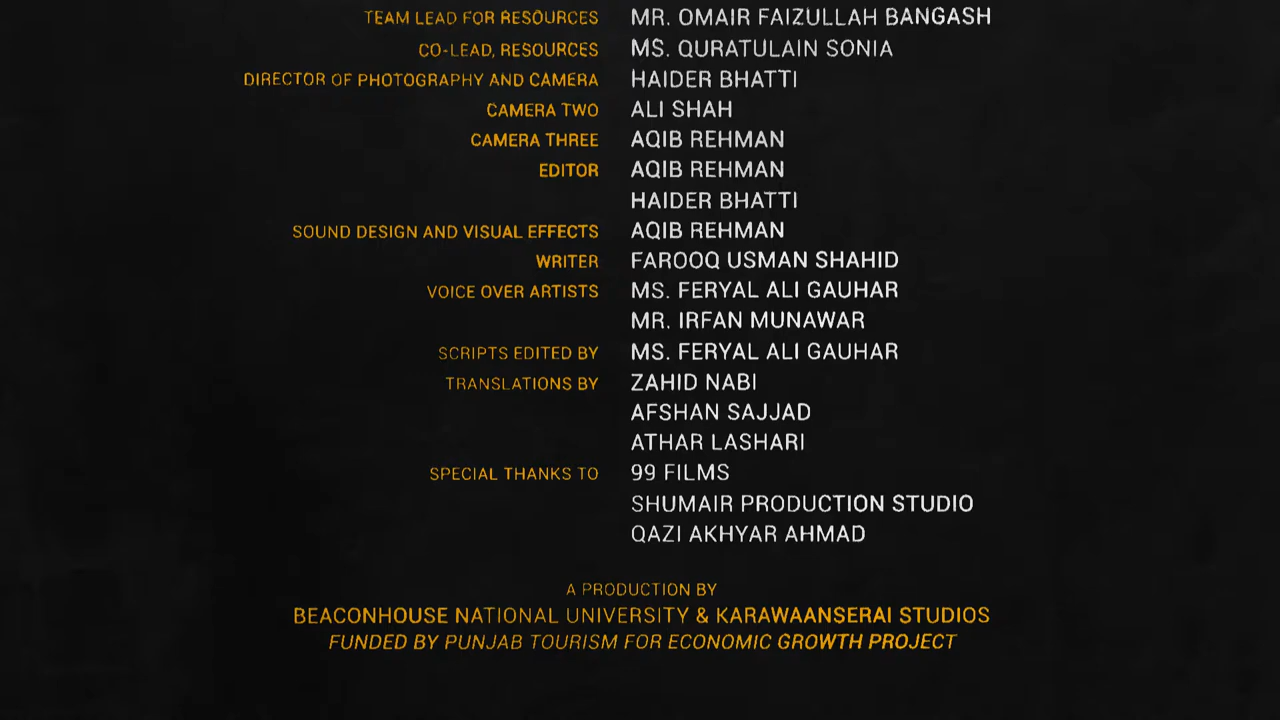 TEAM LEAD FOR RESOURCES MR. OMAIR FAIZULLAH BANGASH
CO-LEAD, RESOURCES MS. QURATULAIN SONIA
DIRECTOR OF PHOTOGRAPHY AND CAMERA HAIDER BHATTI
CAMERA TWO ALI SHAH
CAMERA THREE AQIB REHMAN
EDITOR AQIB REHMAN
HAIDER BHATTI
SOUND DESIGN AND VISUAL EFFECTS AQIB REHMAN
WRITER FAROOQ USMAN SHAHID
VOICE OVER ARTISTS MS. FERYAL ALI GAUHAR
MR. IRFAN MUNAWAR
SCRIPTS EDITED BY MS. FERYAL ALI GAUHAR
TRANSLATIONS BY ZAHID NABI
AFSHAN SAJJAD
ATHAR LASHARI
SPECIAL THANKS TO 99 FILMS
SHUMAIR PRODUCTION STUDIO
QAZI AKHYAR AHMAD
A PRODUCTION BY
BEACONHOUSE NATIONAL UNIVERSITY & KARAWAANSERAI STUDIOS
FUNDED BY PUNJAB TOURISM FOR ECONOMIC GROWTH PROJECT